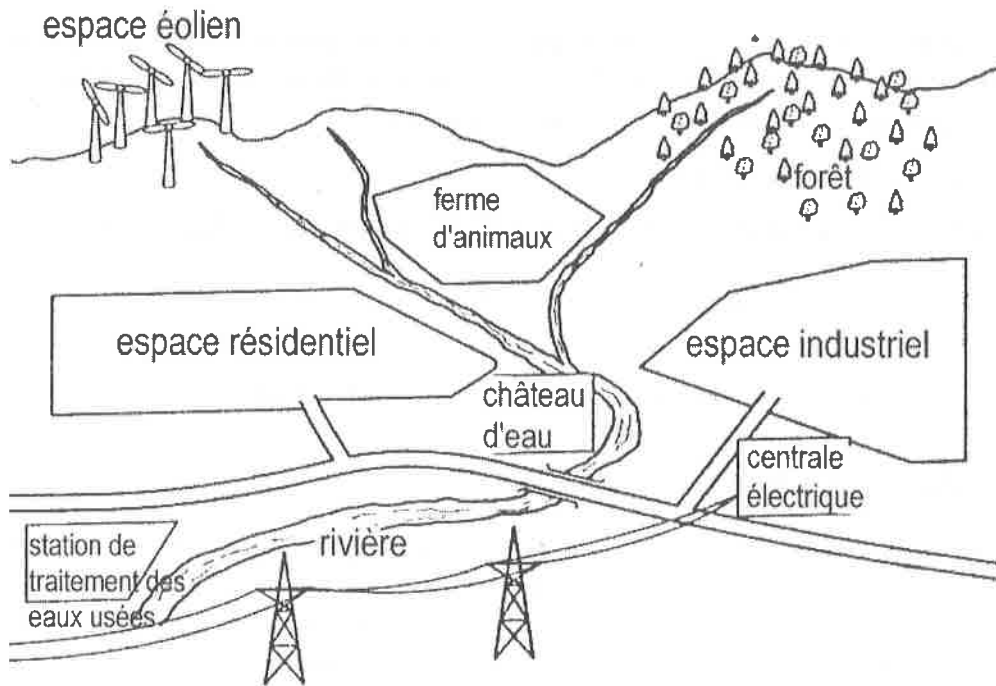 espace éolien
forêt
ferme
d'animaux
espace résidentiel
espace industriel
château
d'eau
centrale
électrique
rivière
station de
traitement des
eaux usées